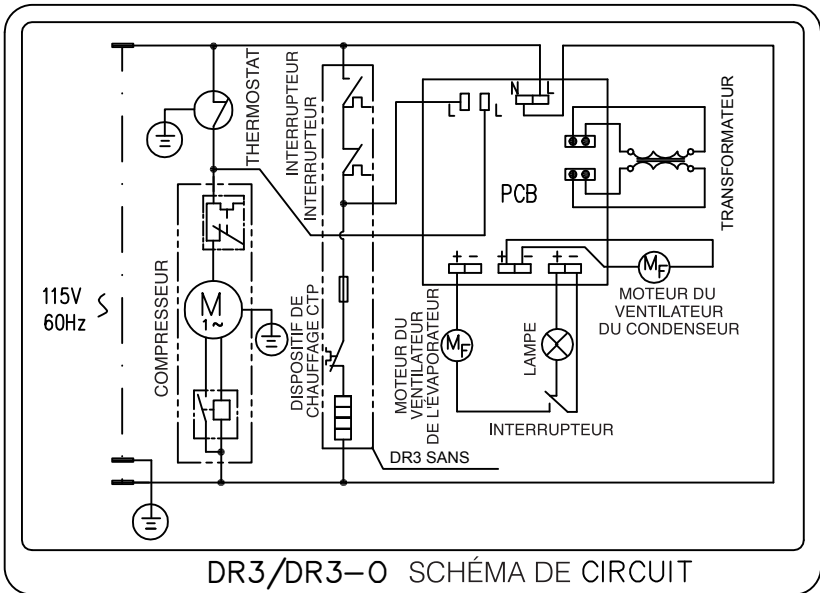 THERMOSTAT
INTERRUPTEUR
INTERRUPTEUR
N L
L L
PCB
TRANSFORMATEUR
+ - + - + -
115V
60Hz
COMPRESSEUR
M
1~
DISPOSITIF DE
CHAUFFAGE CTP
MF
MOTEUR DU
VENTILATEUR
DE L'ÉVAPORATEUR
LAMPE
MF
MOTEUR DU
VENTILATEUR
DU CONDENSEUR
INTERRUPTEUR
DR3 SANS
DR3/DR3-0 SCHÉMA DE CIRCUIT